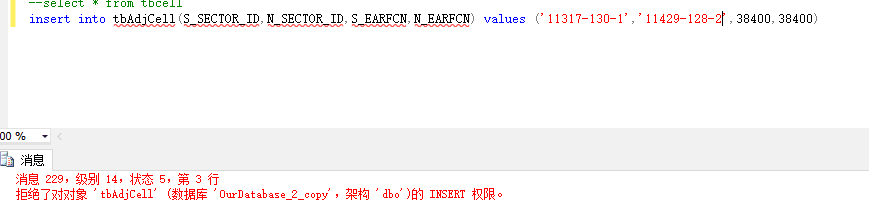 --select * from tbcell
insert into tbAdjCell(S_SECTOR_ID,N_SECTOR_ID,S_EARFCN,N_EARFCN) values ('11317-130-1','11429-128-2',38400,38400)
00 %
消息
消息 229，级别 14，状态 5，第 3 行
拒绝了对对象 'tbAdjCell' (数据库 'OurDatabase_2_copy'，架构 'dbo')的 INSERT 权限。